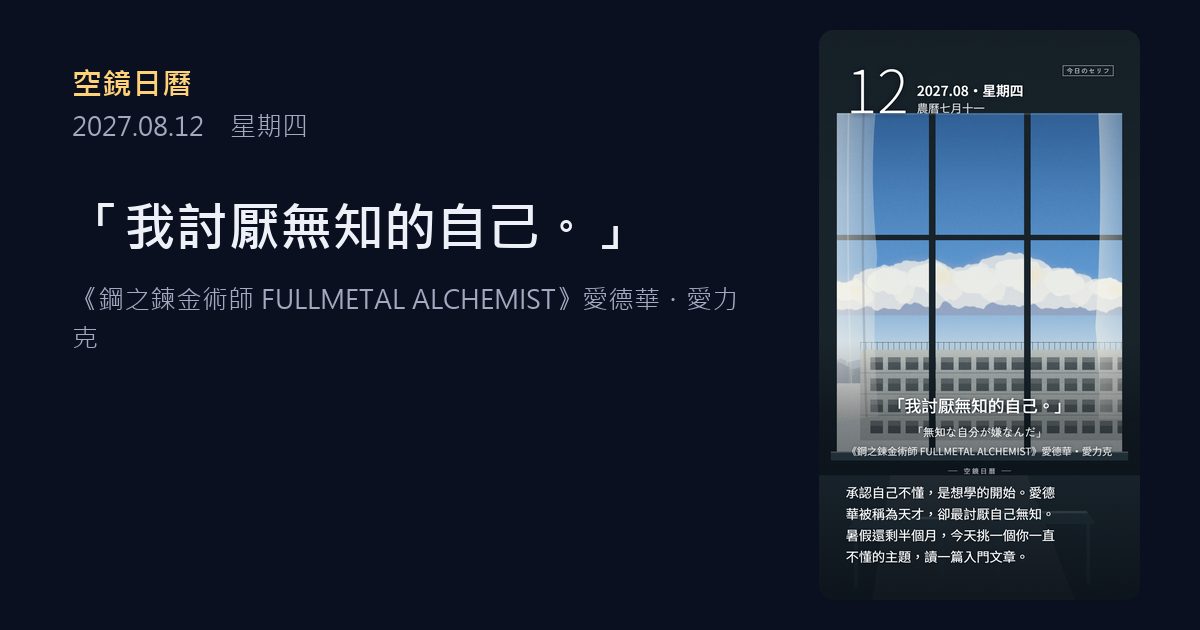 空鏡日曆
2027.08.12 星期四
「我討厭無知的自己。」
《鋼之鍊金術師 FULLMETAL ALCHEMIST》愛德華．愛力
克
今日のセリフ
12
2027.08・星期四
農曆七月十一
「我討厭無知的自己。」
「無知な自分が嫌なんだ」
《鋼之鍊金術師 FULLMETAL ALCHEMIST》愛德華・愛力克
— 空鏡日曆 —
承認自己不懂，是想學的開始。愛德
華被稱為天才，卻最討厭自己無知。
暑假還剩半個月，今天挑一個你一直
不懂的主題，讀一篇入門文章。